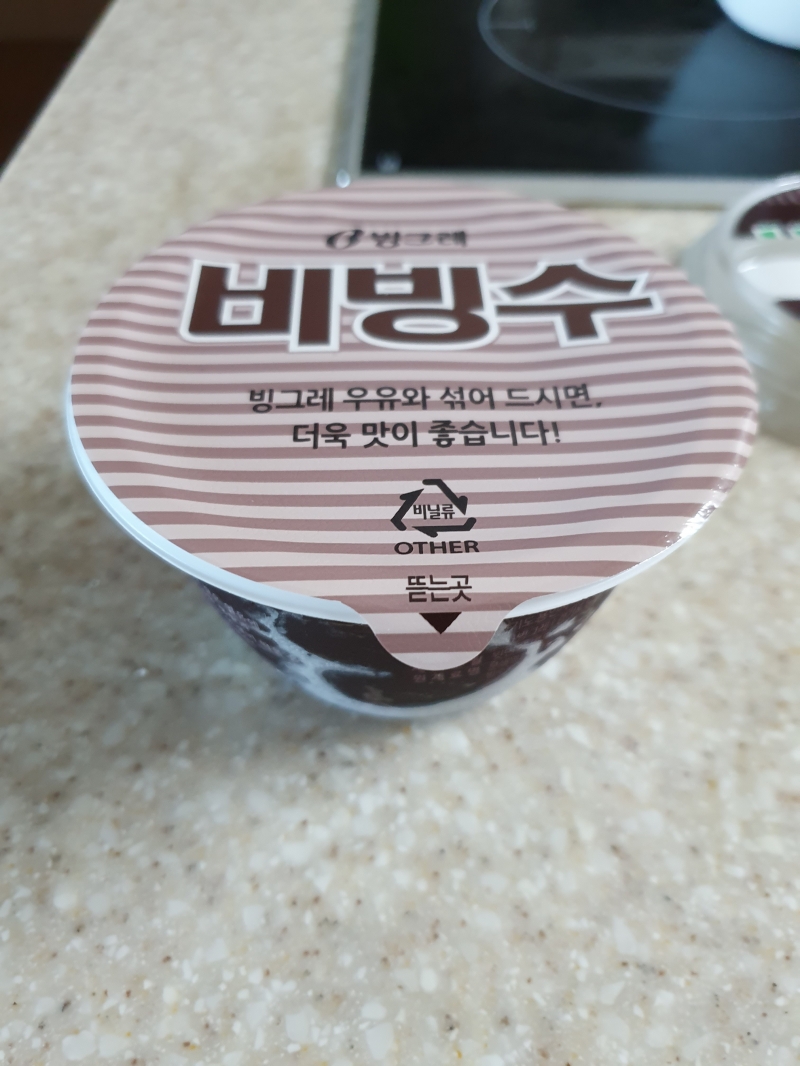 빙그레
비빙수
빙그레 우유와 섞어 드시면,
더욱 맛이 좋습니다!
비닐류
OTHER
뜯는곳